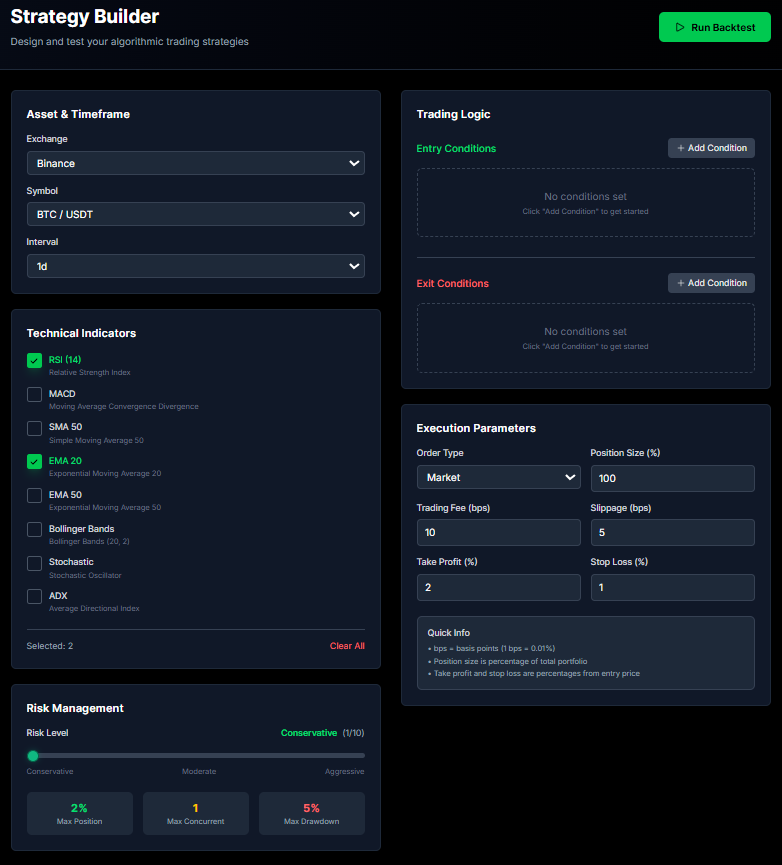 Strategy Builder
Design and test your algorithmic trading strategies
Run Backtest
Asset & Timeframe
Exchange
Binance
Symbol
BTC / USDT
Interval
1d
Technical Indicators
RSI (14)
Relative Strength Index
MACD
Moving Average Convergence Divergence
SMA 50
Simple Moving Average 50
EMA 20
Exponential Moving Average 20
EMA 50
Exponential Moving Average 50
Bollinger Bands
Bollinger Bands (20, 2)
Stochastic
Stochastic Oscillator
ADX
Average Directional Index
Selected: 2
Clear All
Risk Management
Risk Level
Conservative (1/10)
Conservative
Moderate
Aggressive
2%
Max Position
1
Max Concurrent
5%
Max Drawdown
Trading Logic
Entry Conditions
+ Add Condition
No conditions set
Click "Add Condition" to get started
Exit Conditions
+ Add Condition
No conditions set
Click "Add Condition" to get started
Execution Parameters
Order Type
Market
Position Size (%)
100
Trading Fee (bps)
10
Slippage (bps)
5
Take Profit (%)
2
Stop Loss (%)
1
Quick Info
• bps = basis points (1 bps = 0.01%)
• Position size is percentage of total portfolio
• Take profit and stop loss are percentages from entry price